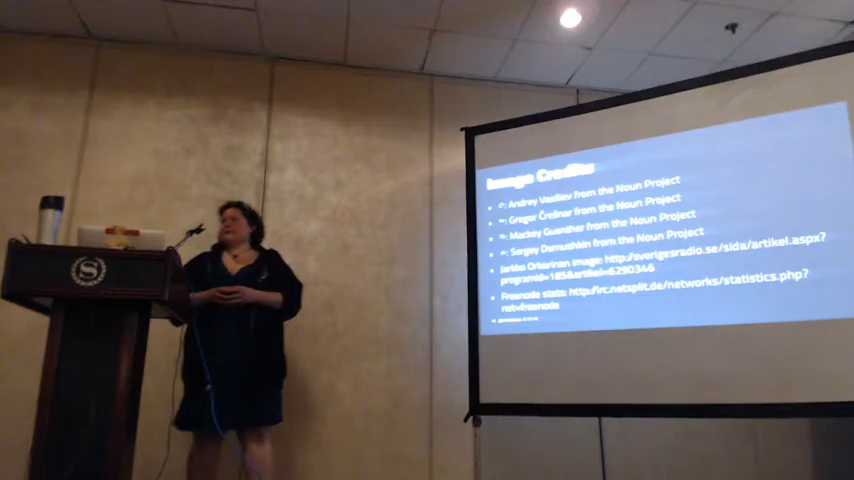 Image Credits
: Andrey Vasiliev from the Noun Project
: Gregor Črešnar from the Noun Project
: Mackey Guenther from the Noun Project
: Sergey Demushkin from the Noun Project
Jarkko Oikarinen image: http://sverigesradio.se/sida/artikel.aspx?
programid=185&artikel=6290346
Freenode stats: http://irc.netsplit.de/networks/statistics.php?
net=freenode
S